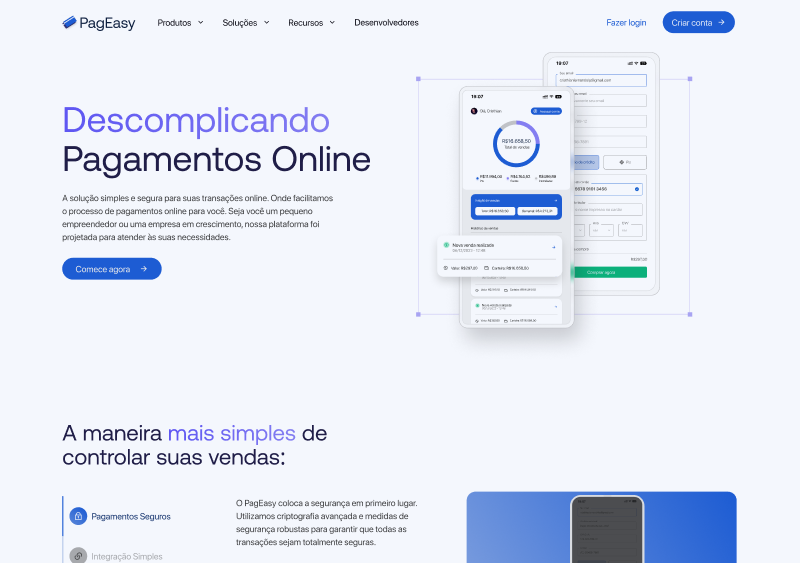 PagEasy
Produtos
Soluções
Recursos
Desenvolvedores
Fazer login
Criar conta
Descomplicando
Pagamentos Online
A solução simples e segura para suas transações online. Onde facilitamos
o processo de pagamentos online para você. Seja você um pequeno
empreendedor ou uma empresa em crescimento, nossa plataforma foi
projetada para atender às suas necessidades.
Comece agora
19:07
19:07
R$16.658,50
Total de vendas
Nova venda realizada
Valor: R$297,00
Carteira: R$16.658,50
Comprar agora
A maneira mais simples de
controlar suas vendas:
Pagamentos Seguros
Integração Simples
O PagEasy coloca a segurança em primeiro lugar.
Utilizamos criptografia avançada e medidas de
segurança robustas para garantir que todas as
transações sejam totalmente seguras.